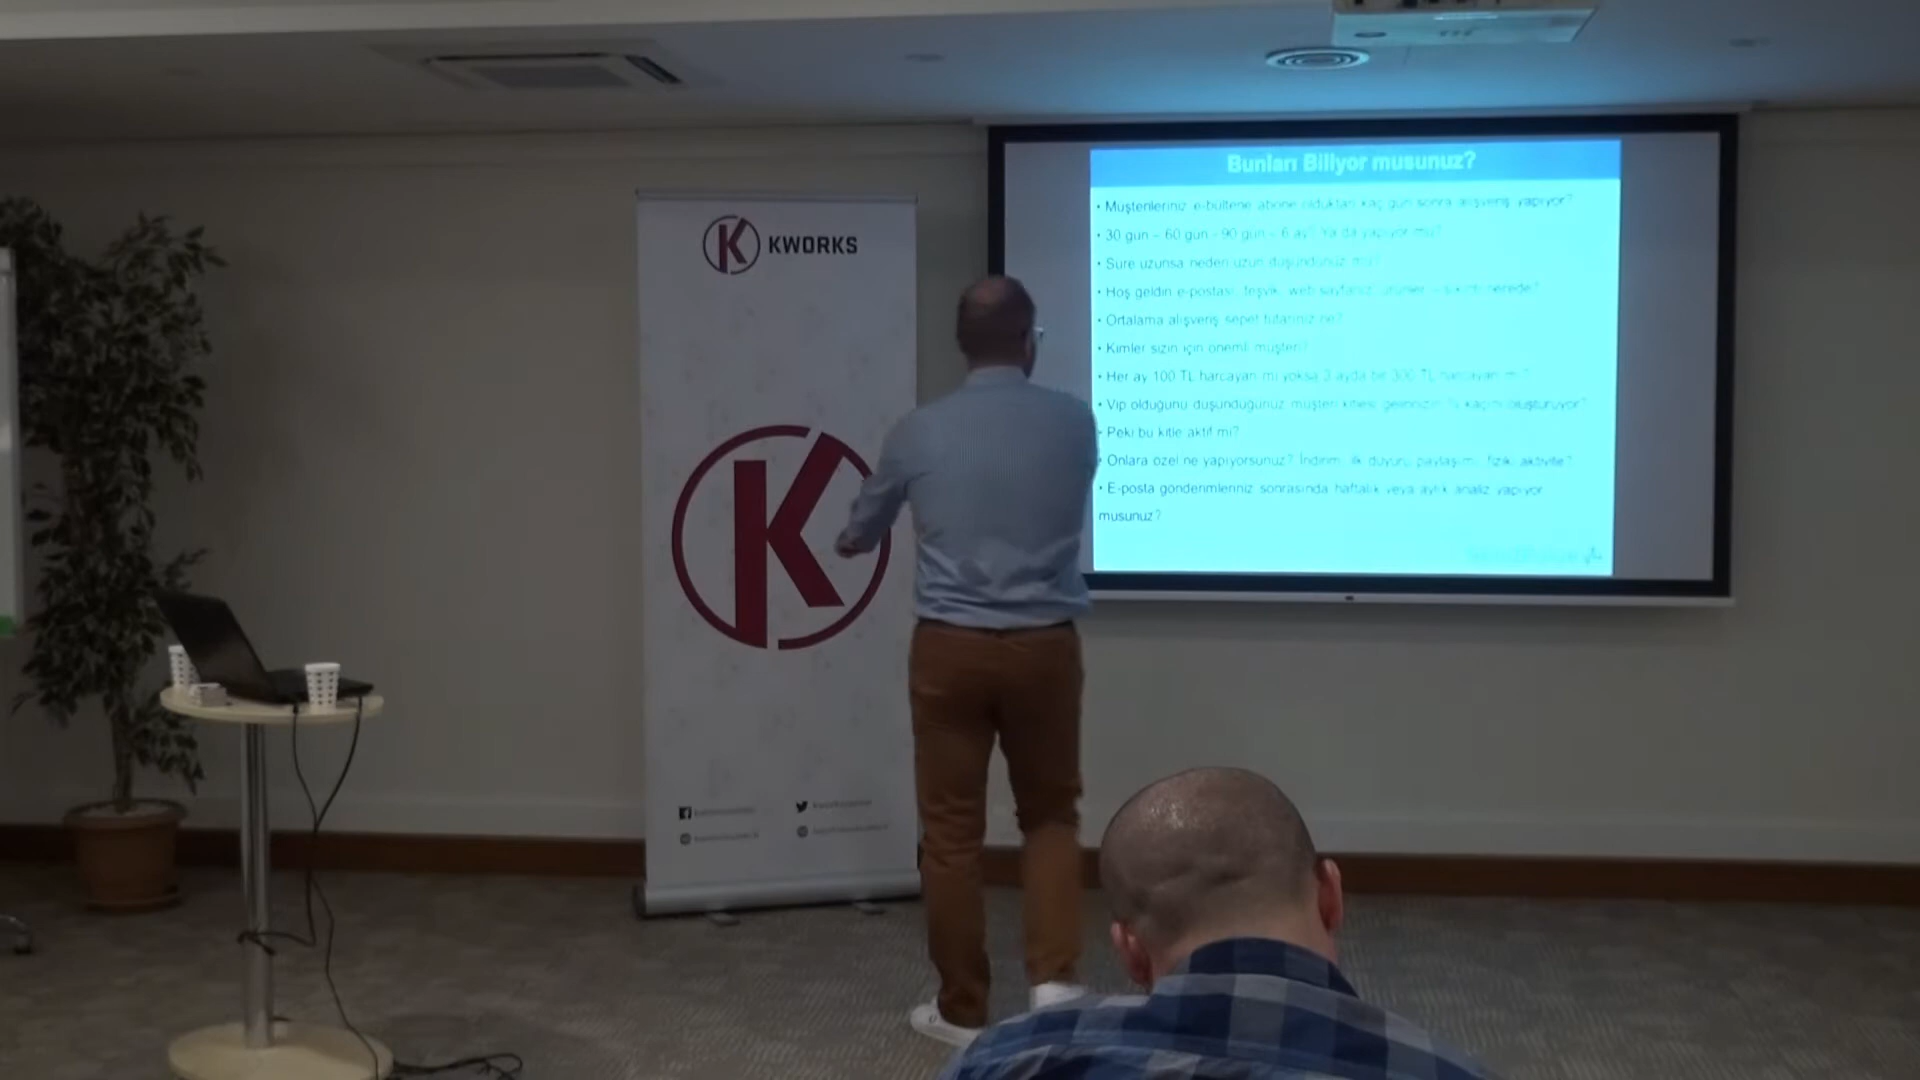 KWORKS
Bunları Biliyor musunuz?
• Müşterileriniz e-bültene abone olduktan kaç gün sonra alışveriş yapıyor?
• 30 gün – 60 gün - 90 gün – 6 ay? Ya da yapıyor mu?
• Süre uzunsa neden uzun düşündünüz mü?
• Hoş geldin e-postası, teşvik, web sayfanız, ürünler – sıkıntı nerede?
• Ortalama alışveriş sepet tutarınız ne?
• Kimler sizin için önemli müşteri?
• Her ay 100 TL harcayan mı yoksa 3 ayda bir 300 TL harcayan mı?
• Vip olduğunu düşündüğünüz müşteri kitlesi gelirinizin % kaçını oluşturuyor?
• Peki bu kitle aktif mi?
• Onlara özel ne yapıyorsunuz? İndirim, ilk duyuru paylaşımı, fiziki aktivite?
• E-posta gönderimleriniz sonrasında haftalık veya aylık analiz yapıyor
musunuz?